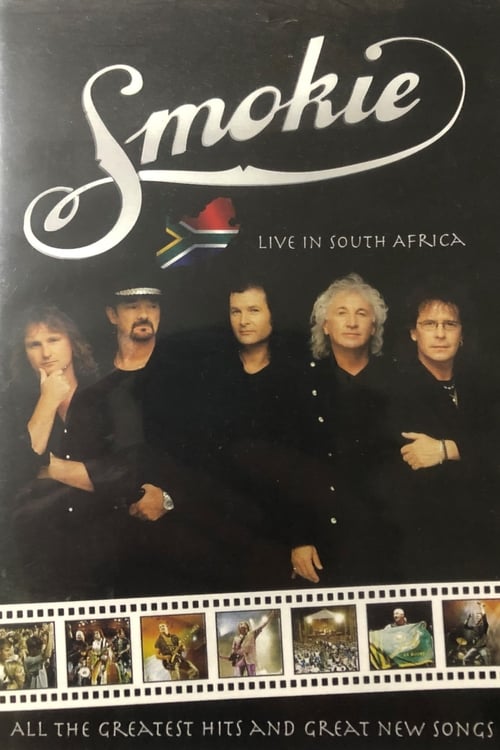 Smokie
LIVE IN SOUTH AFRICA
ALL THE GREATEST HITS AND GREAT NEW SONGS